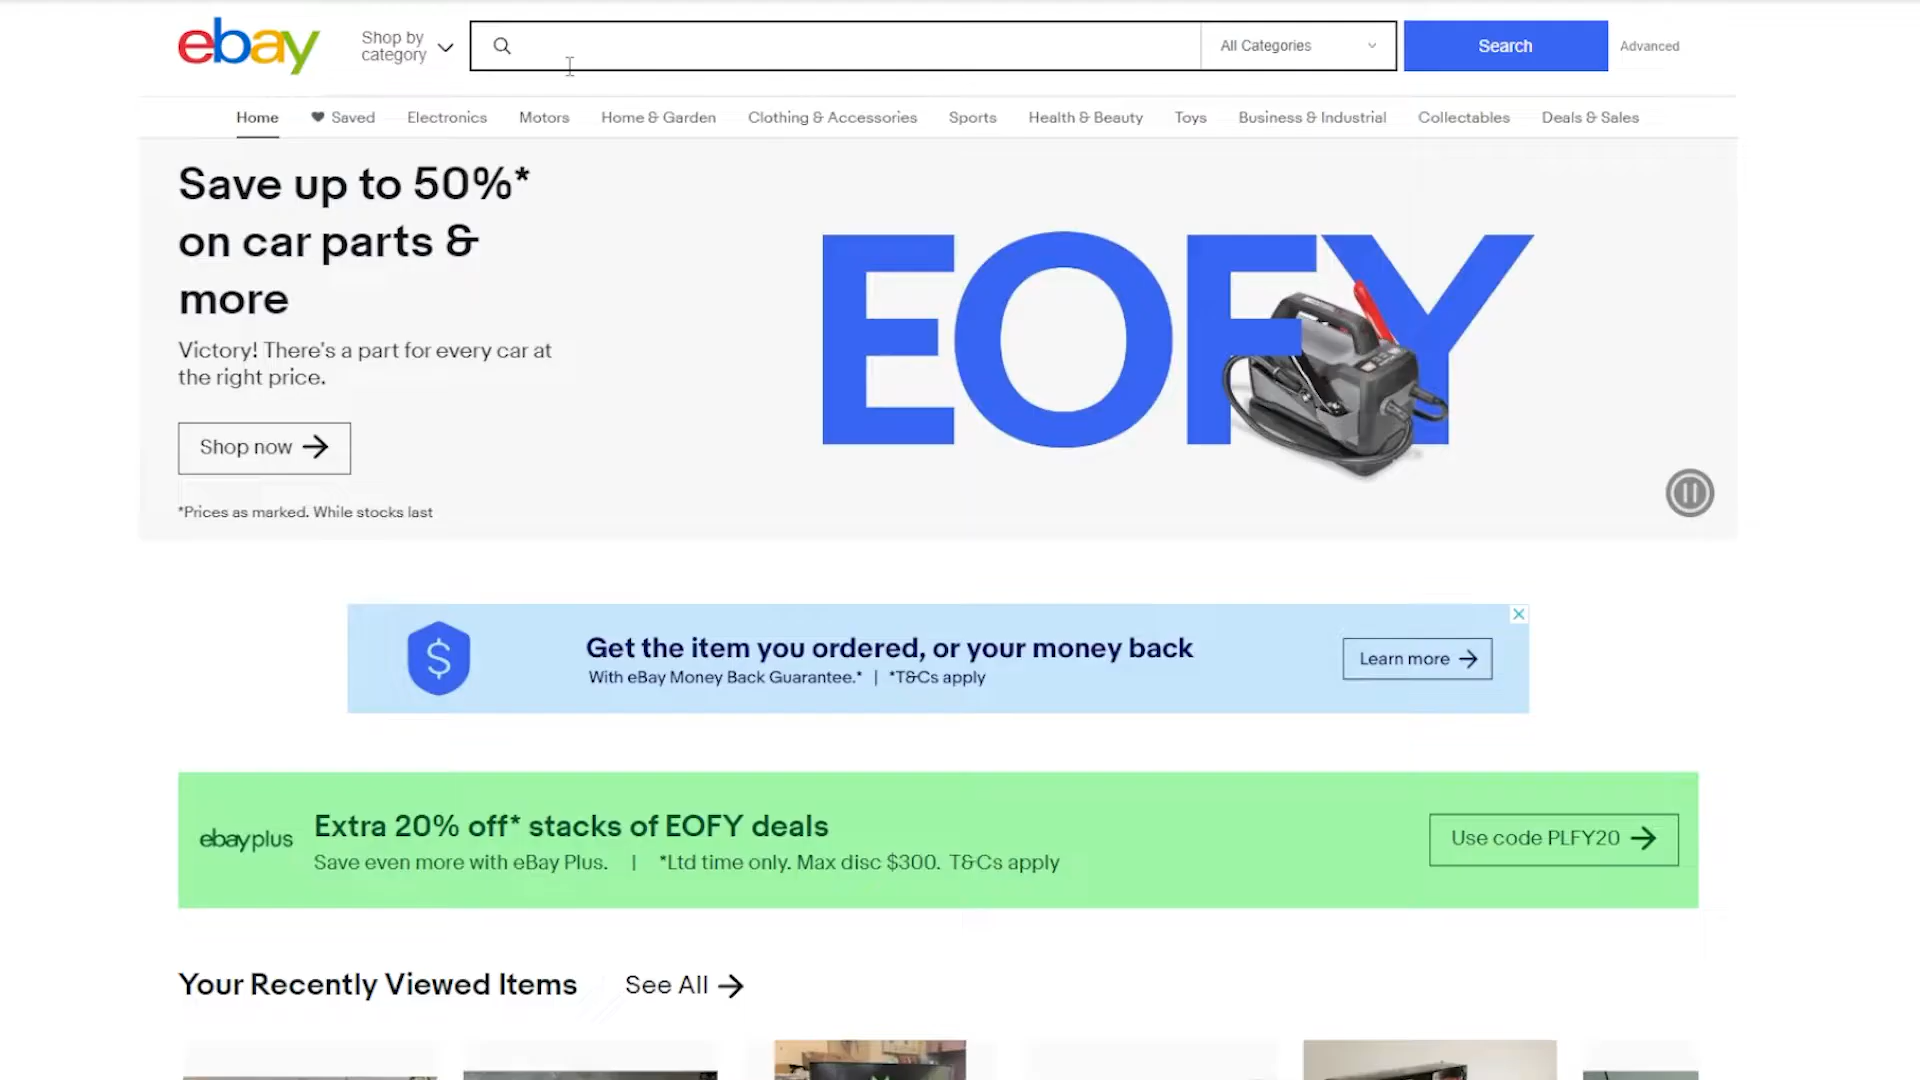 ebay
Shop by
category
All Categories
Search
Advanced
Home
Saved
Electronics
Motors
Home & Garden
Clothing & Accessories
Sports
Health & Beauty
Toys
Business & Industrial
Collectables
Deals & Sales
Save up to 50%*
on car parts &
more
Victory! There's a part for every car at
the right price.
Shop now
*Prices as marked. While stocks last
EOFY
$
Get the item you ordered, or your money back
With eBay Money Back Guarantee.* | *T&Cs apply
Learn more
ebayplus
Extra 20% off* stacks of EOFY deals
Save even more with eBay Plus. | *Ltd time only. Max disc $300. T&Cs apply
Use code PLFY20
Your Recently Viewed Items
See All